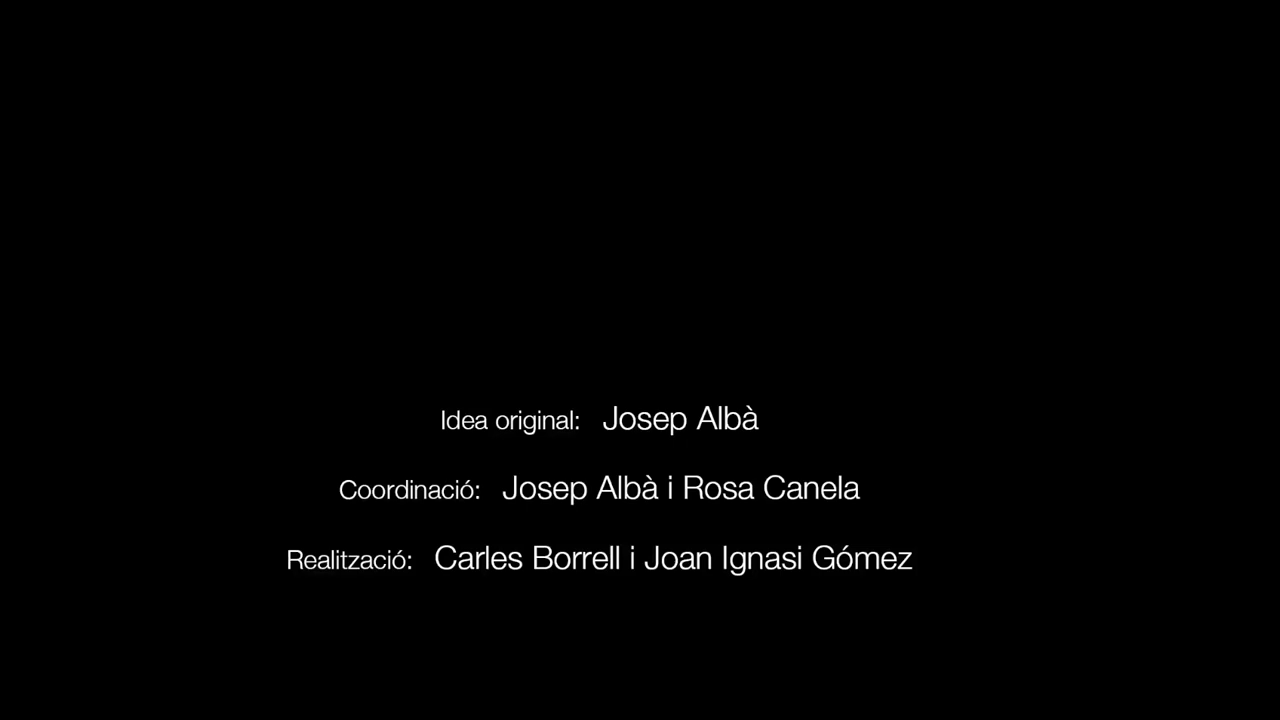 Idea original: Josep Albà
Coordinació: Josep Albà i Rosa Canela
Realització: Carles Borrell i Joan Ignasi Gómez